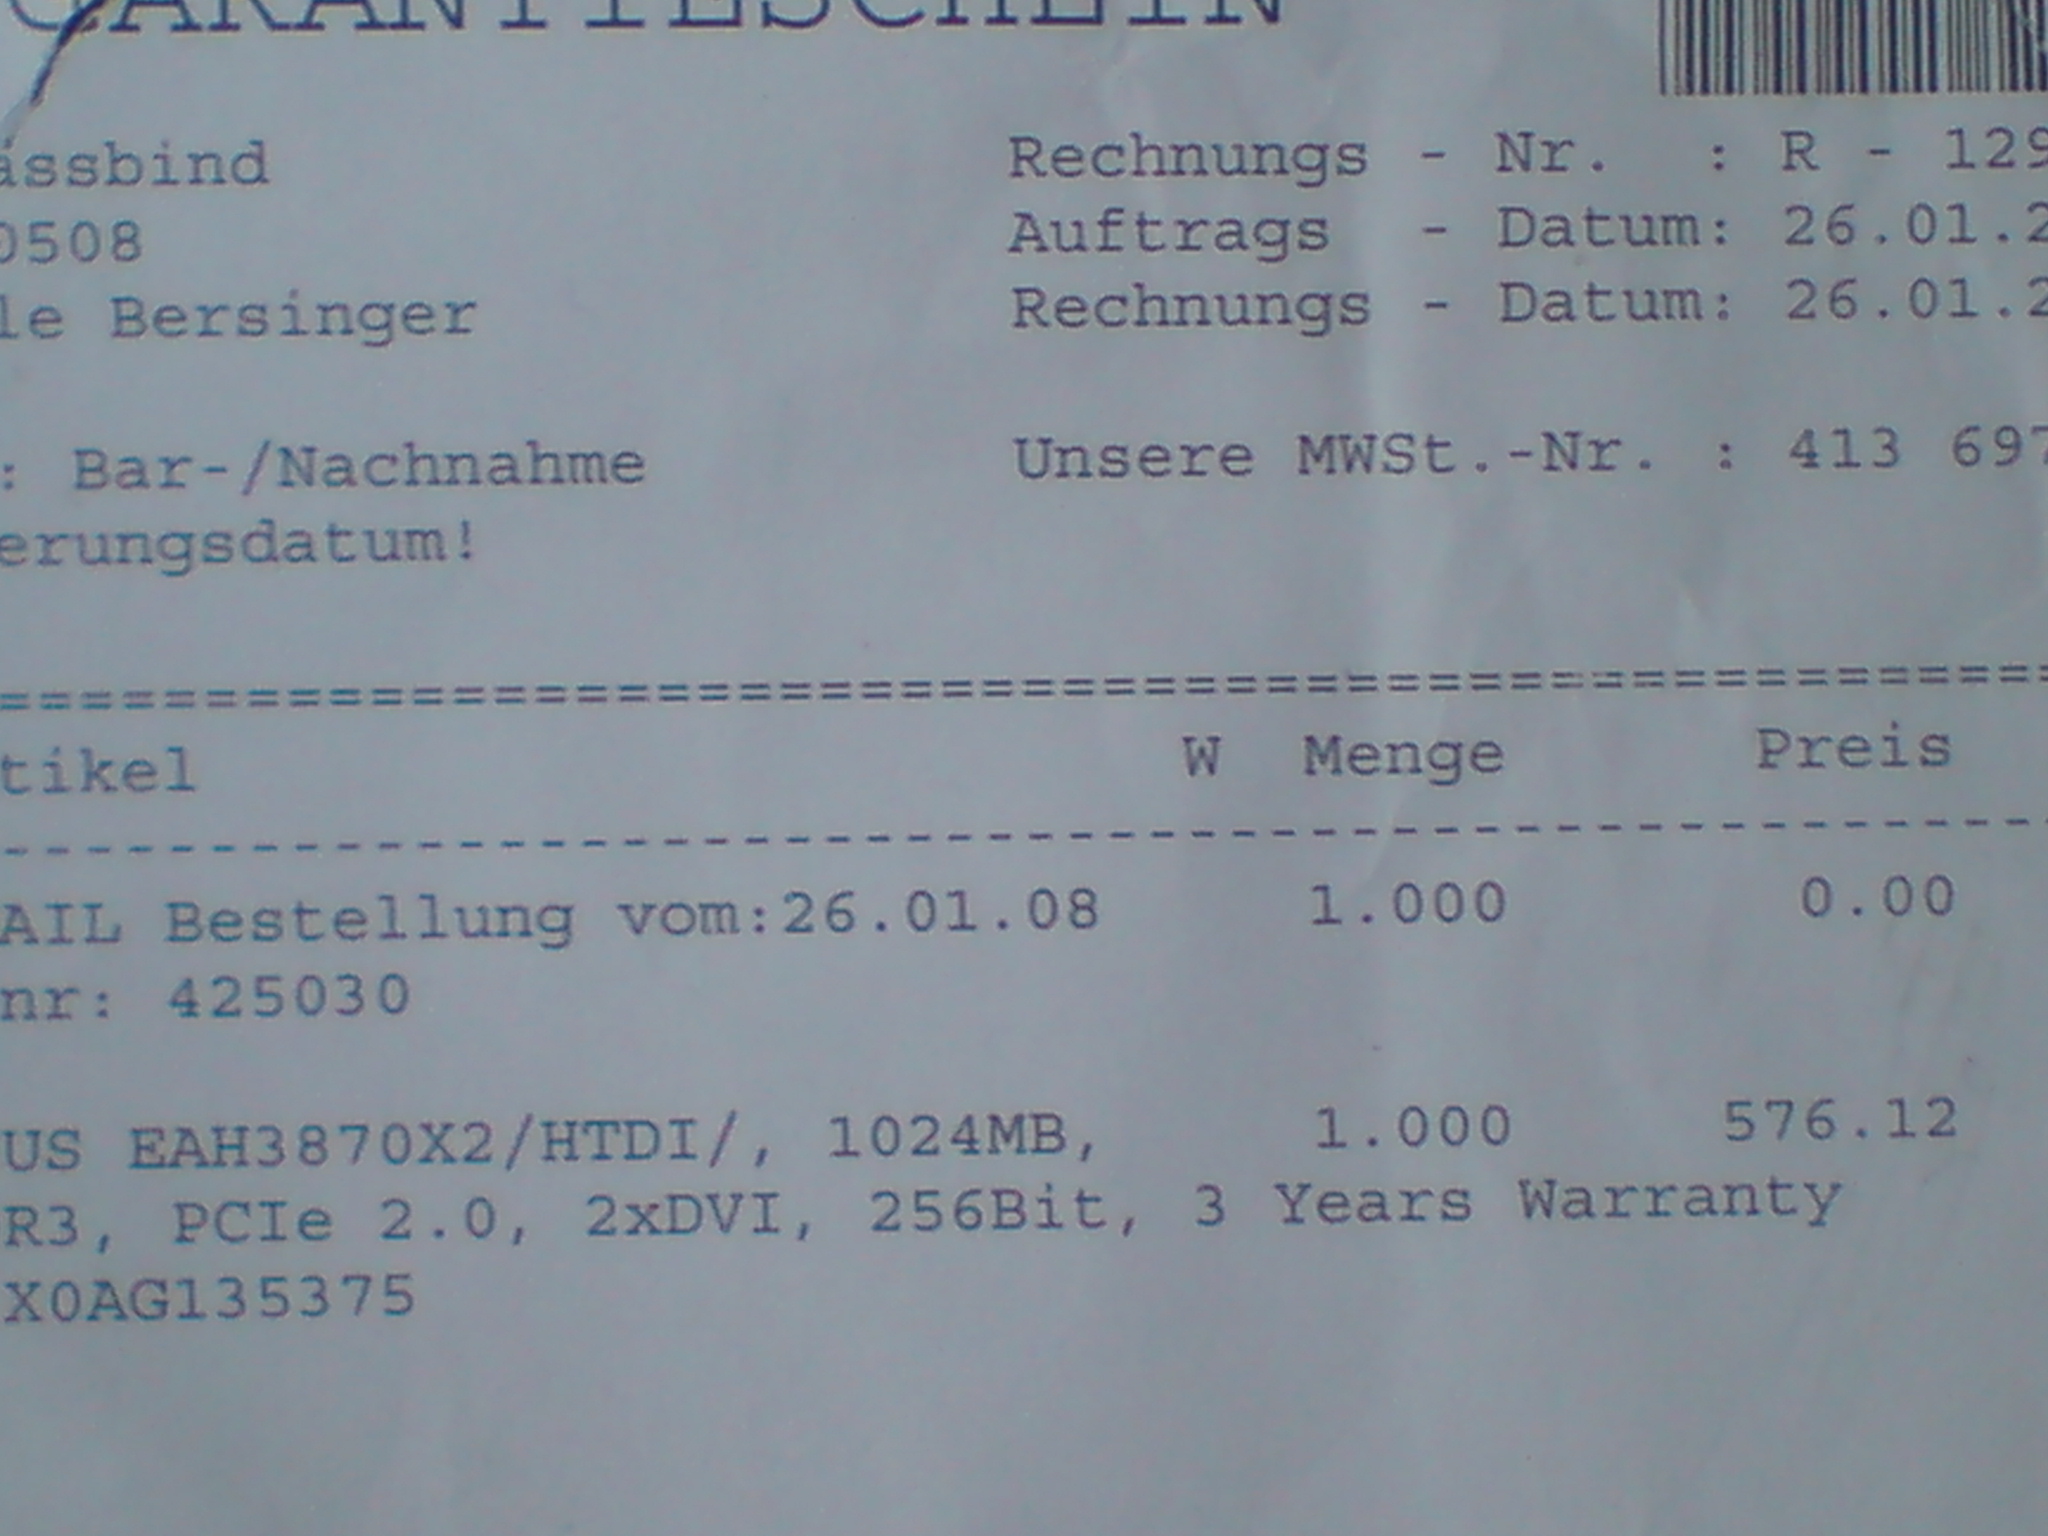 GARANTIESCHEIN
ässbind Rechnungs - Nr. : R - 129
0508 Auftrags - Datum: 26.01.2
le Bersinger Rechnungs - Datum: 26.01.2
: Bar-/Nachnahme Unsere MWSt.-Nr. : 413 697
erungsdatum!
tikel W Menge Preis
AIL Bestellung vom:26.01.08 1.000 0.00
nr: 425030
US EAH3870X2/HTDI/, 1024MB, 1.000 576.12
R3, PCIe 2.0, 2xDVI, 256Bit, 3 Years Warranty
X0AG135375